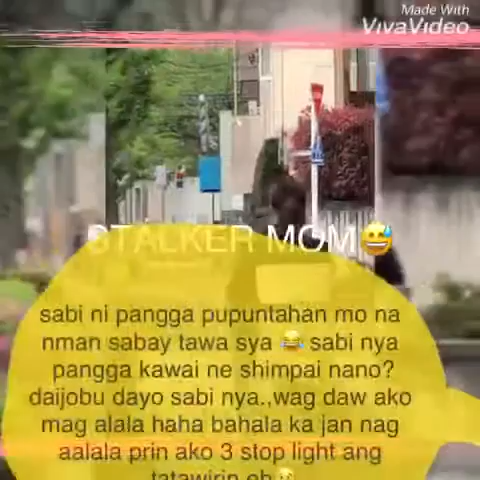 Made With
VivaVideo
STALKER MOM😅
sabi ni pangga pupuntahan mo na
nman sabay tawa sya 😂 sabi nya
pangga kawai ne shimpai nano?
daijobu dayo sabi nya.,wag daw ako
mag alala haha bahala ka jan nag
aalala prin ako 3 stop light ang
tatawirin eh